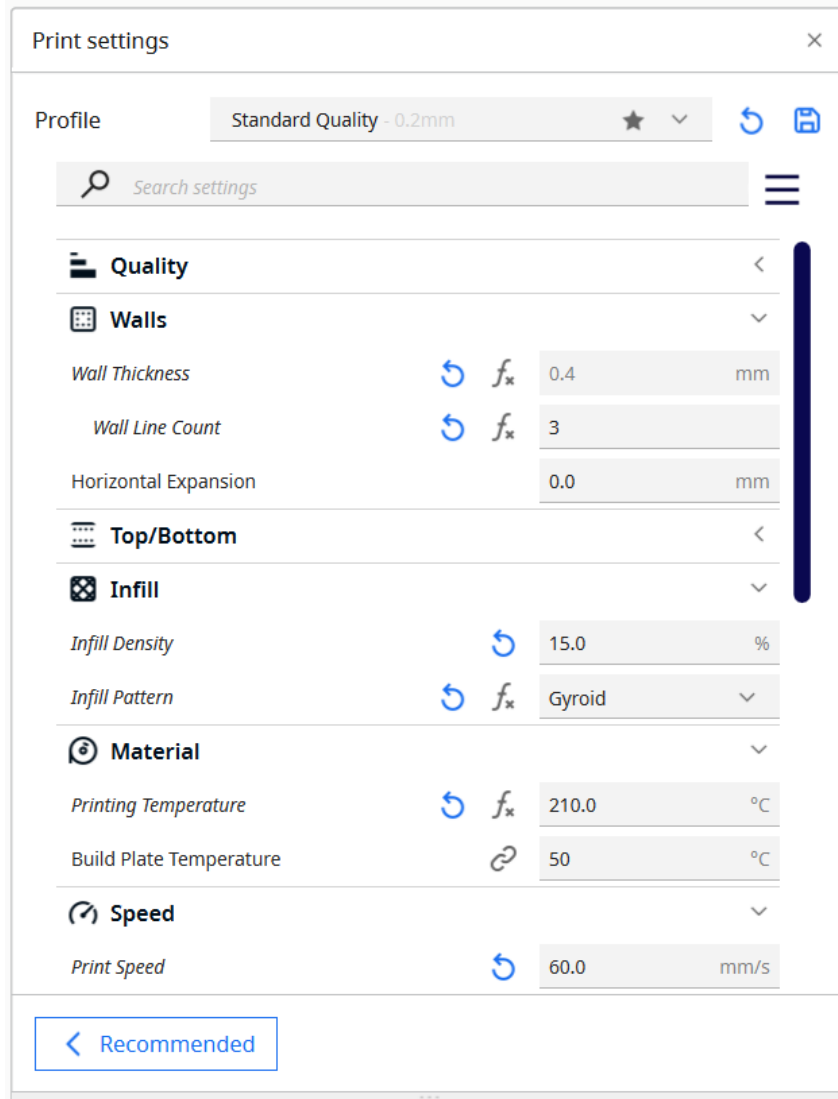 Print settings
Profile Standard Quality - 0.2mm
Search settings
Quality
Walls
Wall Thickness 0.4 mm
Wall Line Count 3
Horizontal Expansion 0.0 mm
Top/Bottom
Infill
Infill Density 15.0 %
Infill Pattern Gyroid
Material
Printing Temperature 210.0 °C
Build Plate Temperature 50 °C
Speed
Print Speed 60.0 mm/s
Recommended